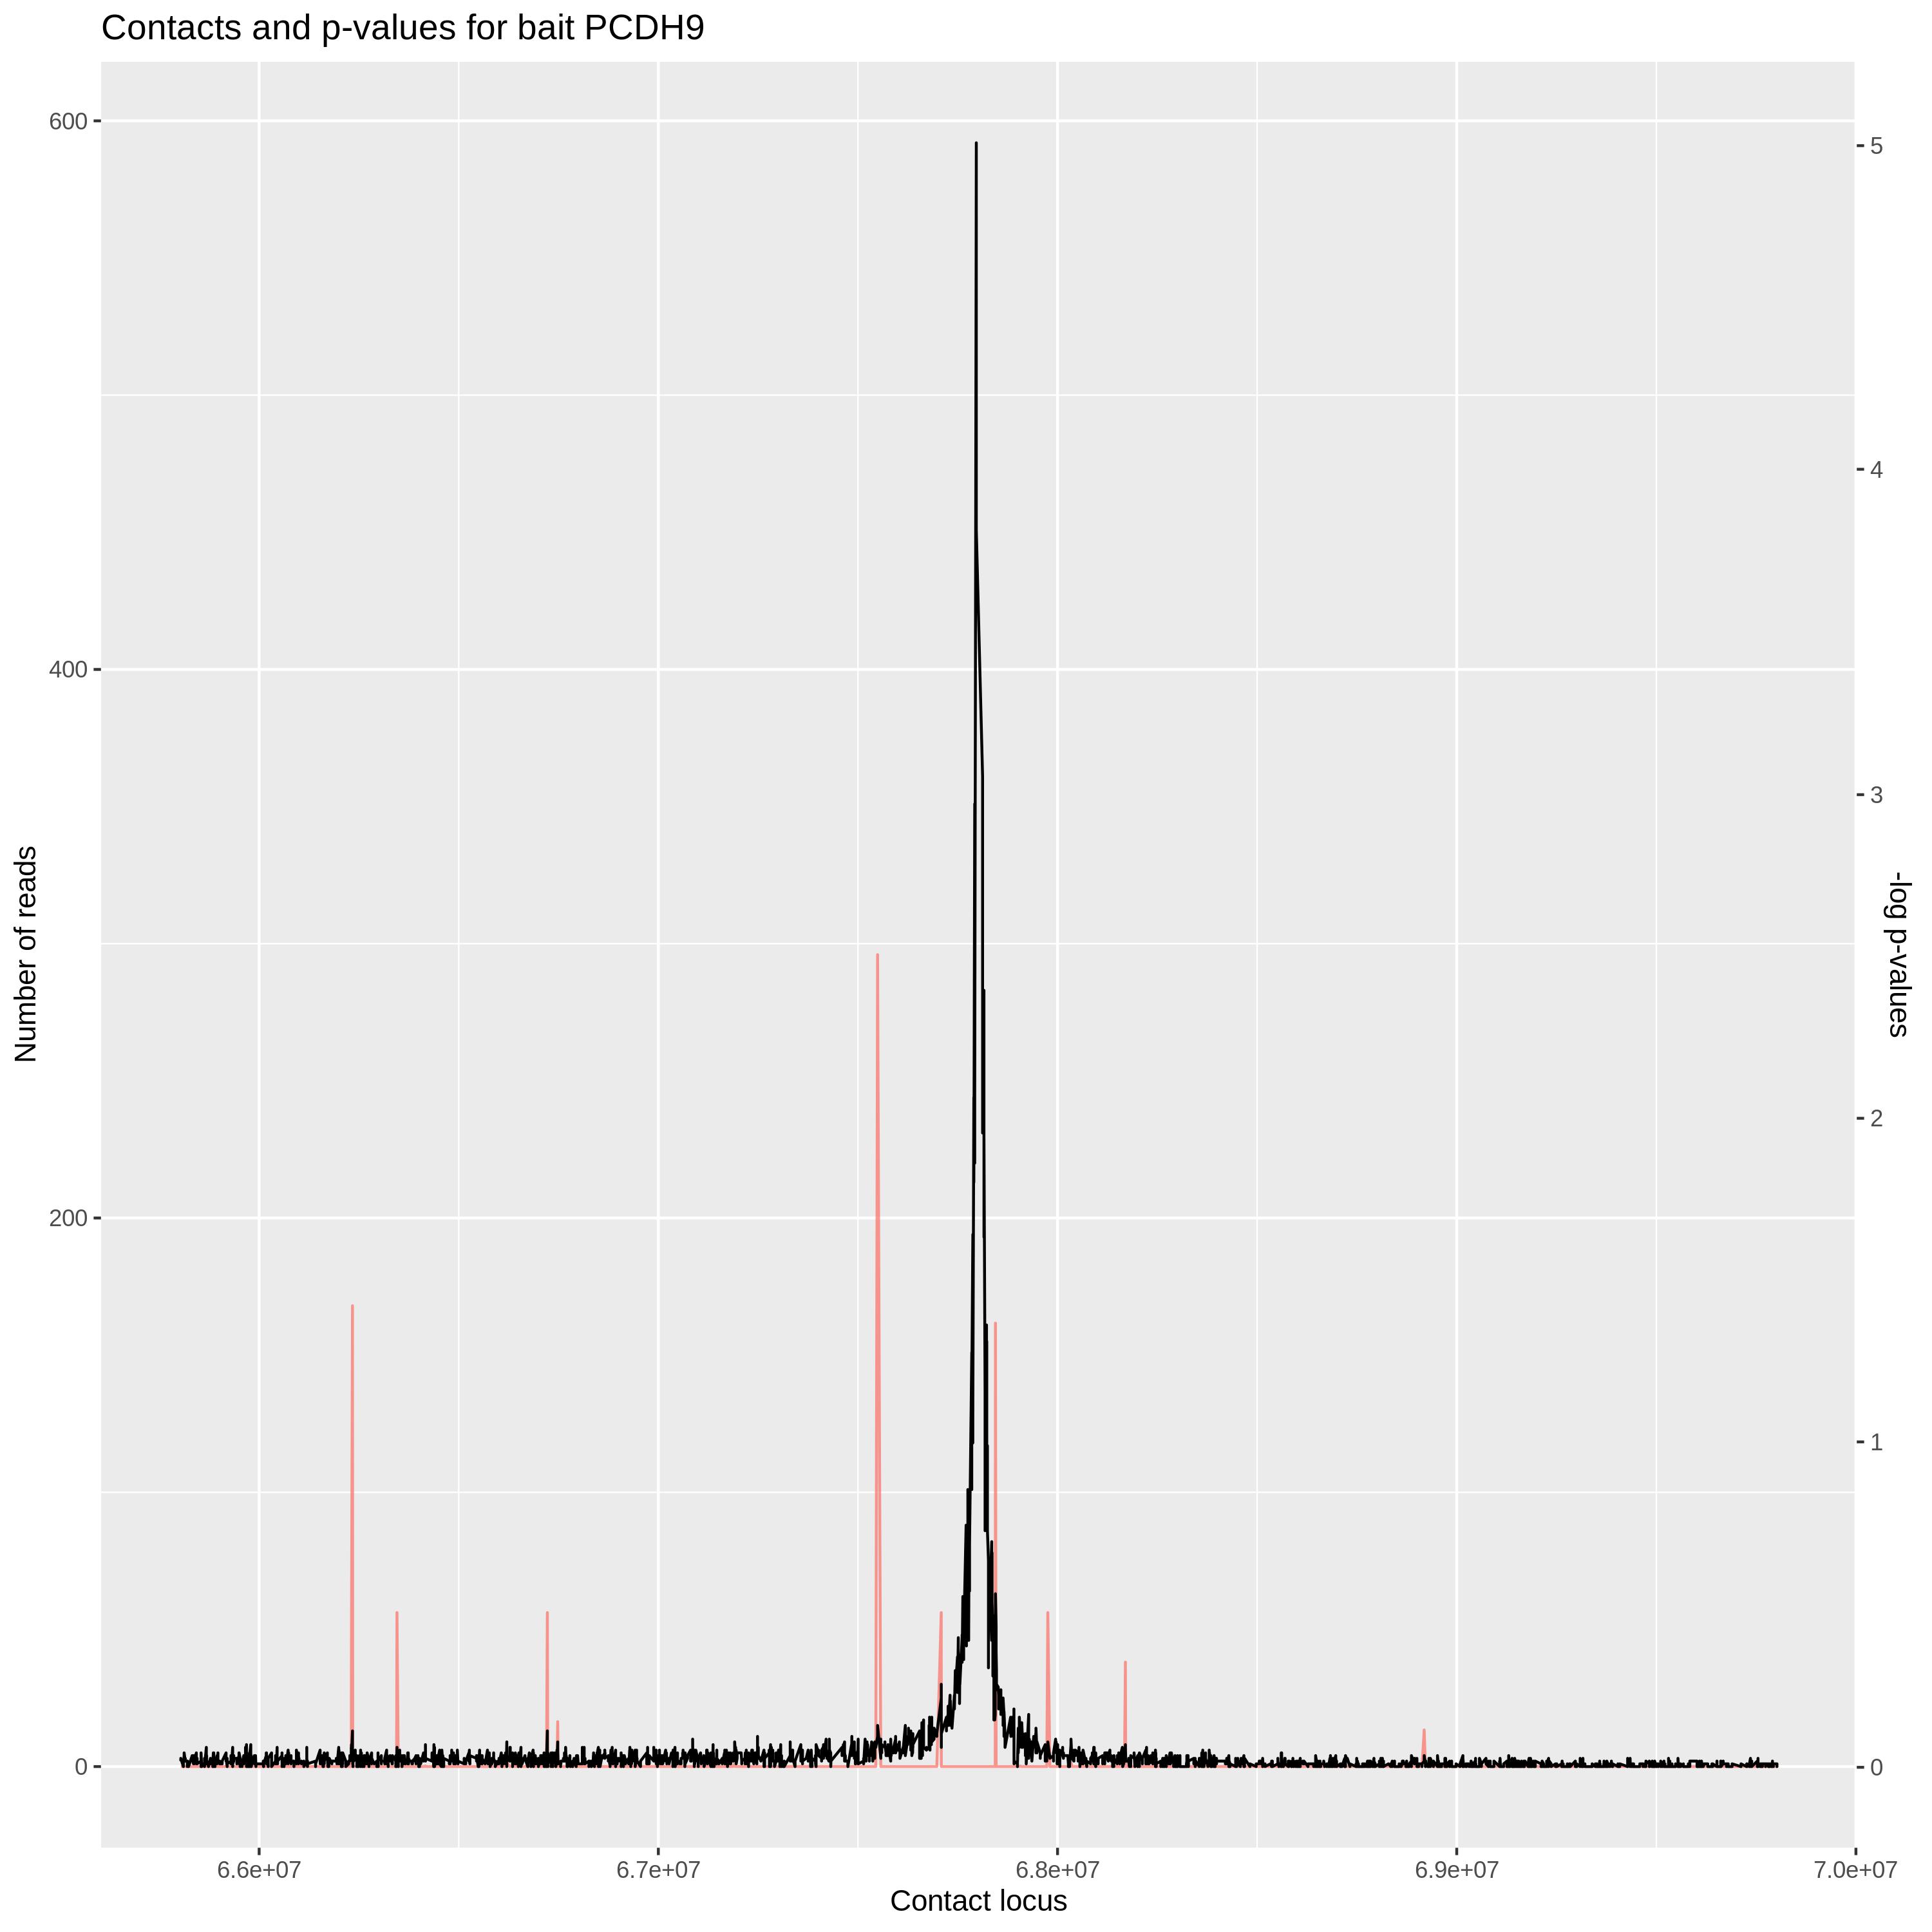 Contacts and p-values for bait PCDH9
600
400
200
0
Number of reads
5
4
3
2
1
0
-log p-values
6.6e+07 6.7e+07 6.8e+07 6.9e+07 7.0e+07
Contact locus